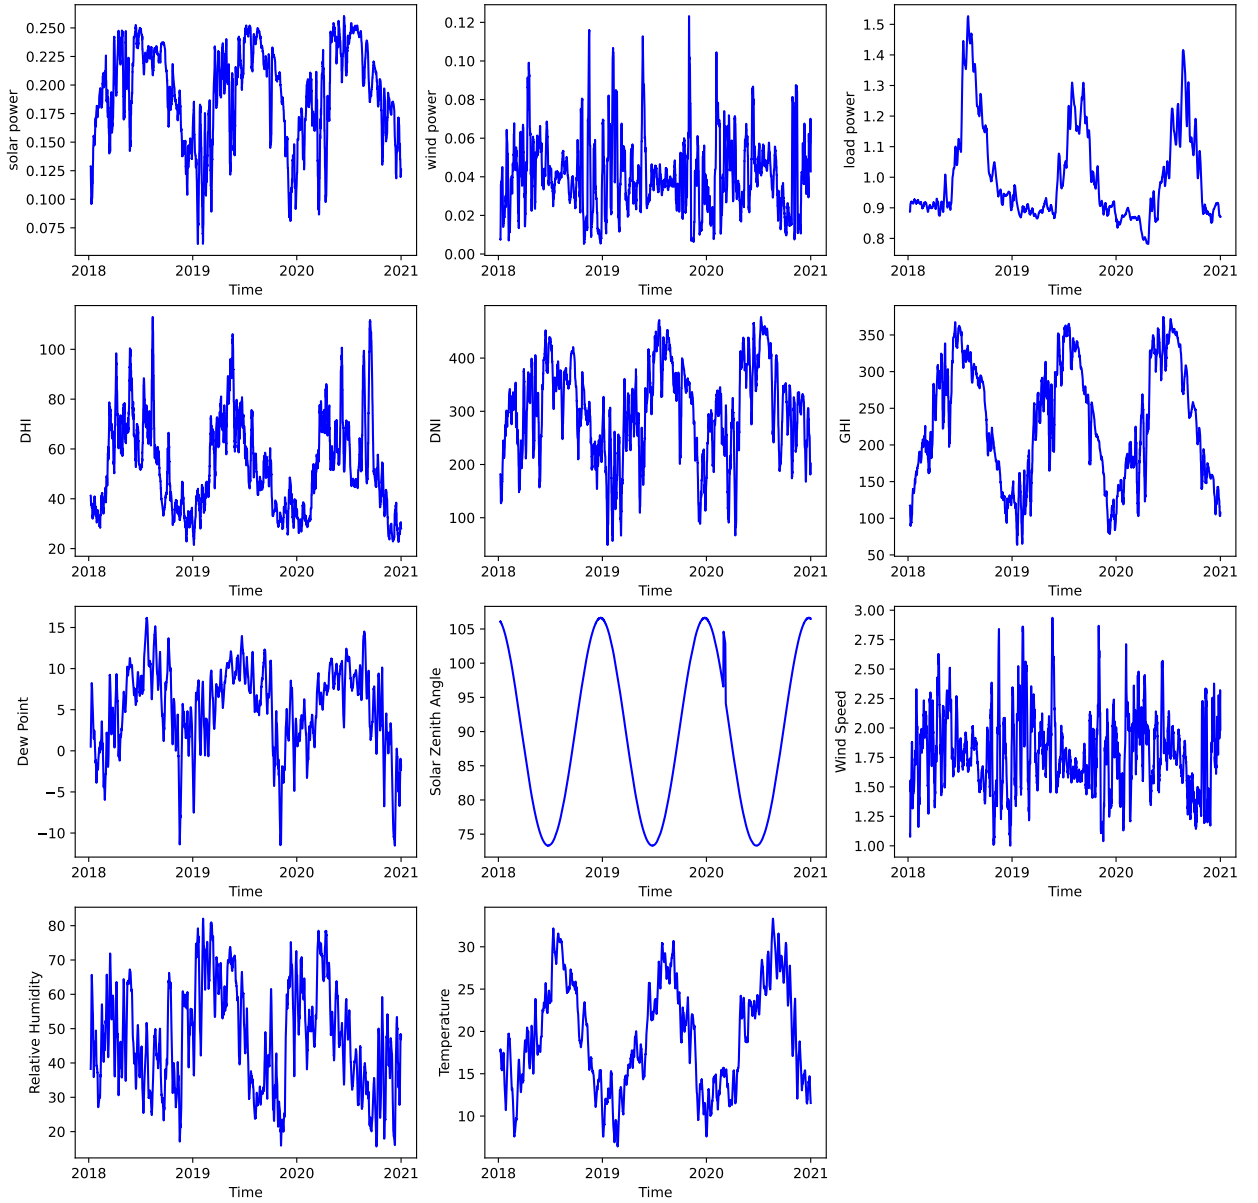 solar power
0.250
0.225
0.200
0.175
0.150
0.125
0.100
0.075
2018 2019 2020 2021
Time
wind power
0.12
0.10
0.08
0.06
0.04
0.02
0.00
2018 2019 2020 2021
Time
load power
1.5
1.4
1.3
1.2
1.1
1.0
0.9
0.8
2018 2019 2020 2021
Time
DHI
100
80
60
40
20
2018 2019 2020 2021
Time
DNI
400
300
200
100
2018 2019 2020 2021
Time
GHI
350
300
250
200
150
100
50
2018 2019 2020 2021
Time
Dew Point
15
10
5
0
−5
−10
2018 2019 2020 2021
Time
Solar Zenith Angle
105
100
95
90
85
80
75
2018 2019 2020 2021
Time
Wind Speed
3.00
2.75
2.50
2.25
2.00
1.75
1.50
1.25
1.00
2018 2019 2020 2021
Time
Relative Humidity
80
70
60
50
40
30
20
2018 2019 2020 2021
Time
Temperature
30
25
20
15
10
2018 2019 2020 2021
Time